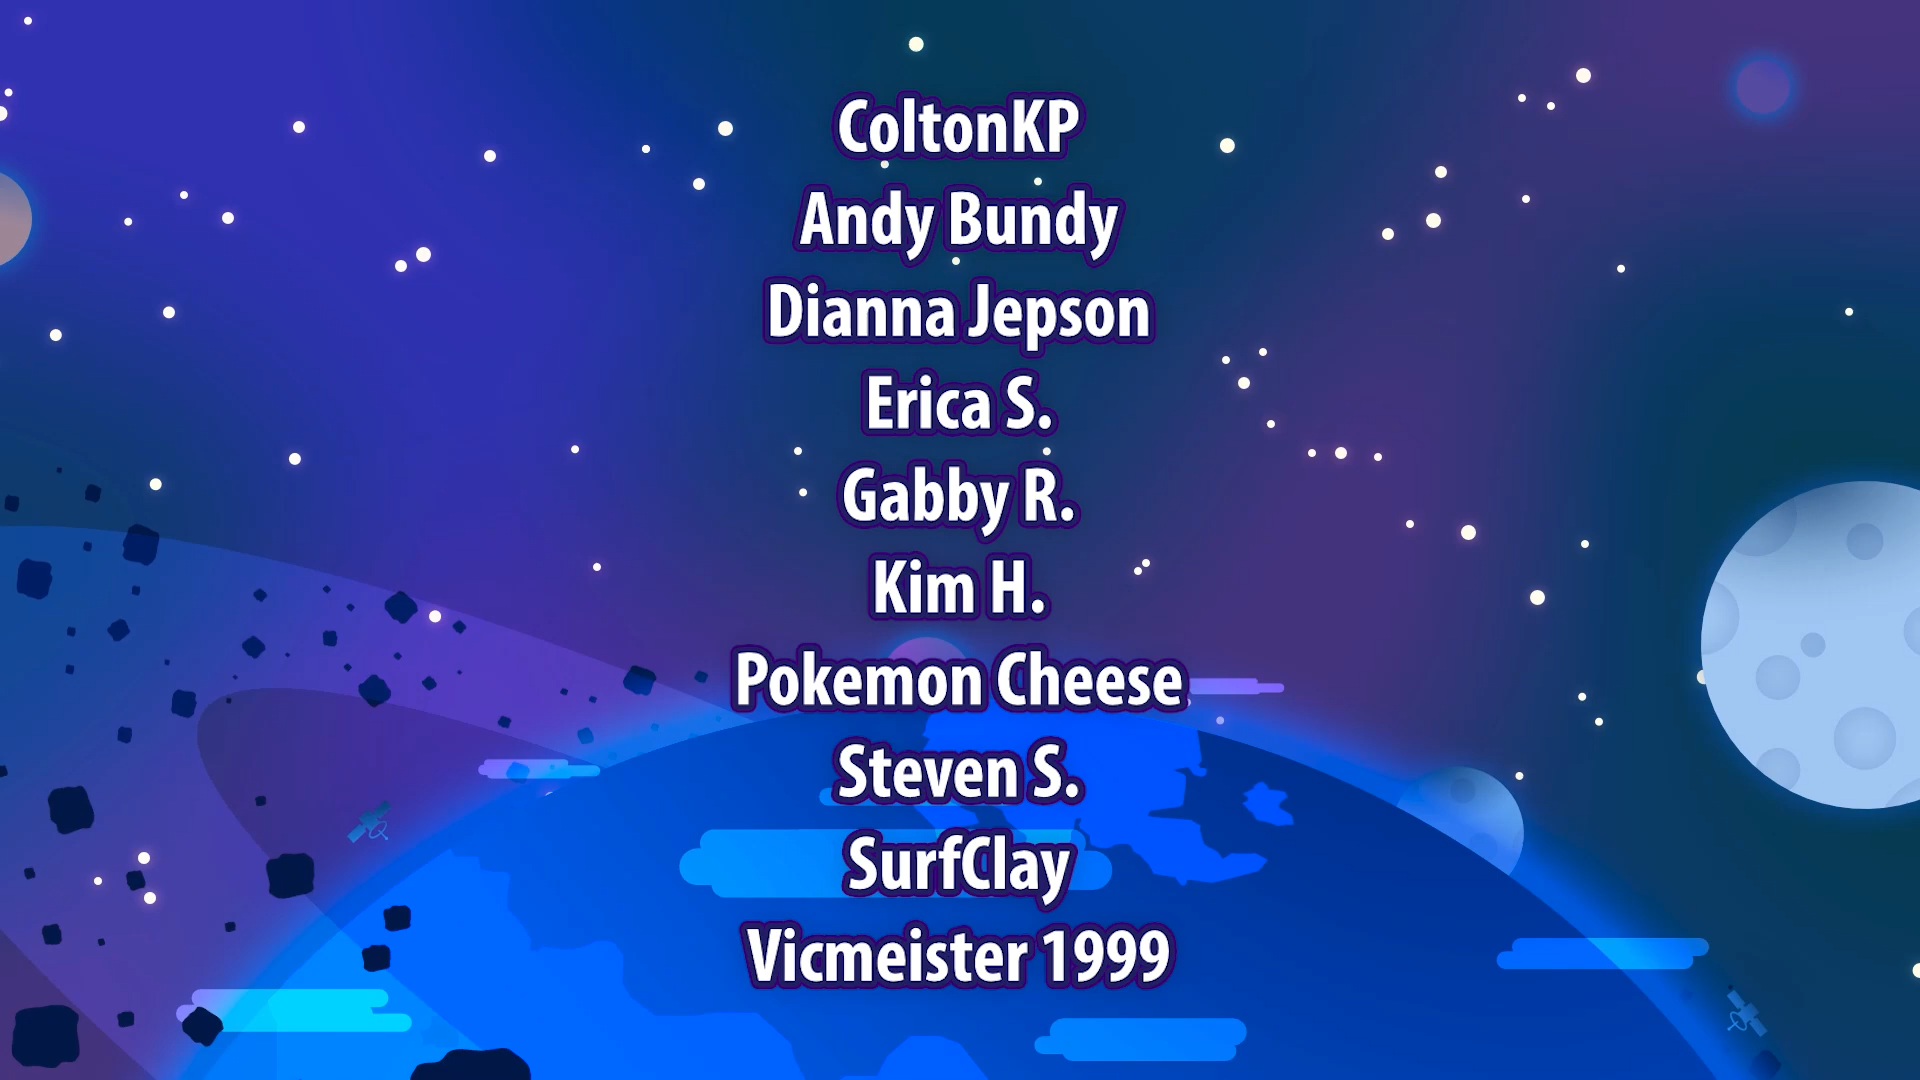 ColtonKP
Andy Bundy
Dianna Jepson
Erica S.
Gabby R.
Kim H.
Pokemon Cheese
Steven S.
SurfClay
Vicmeister 1999